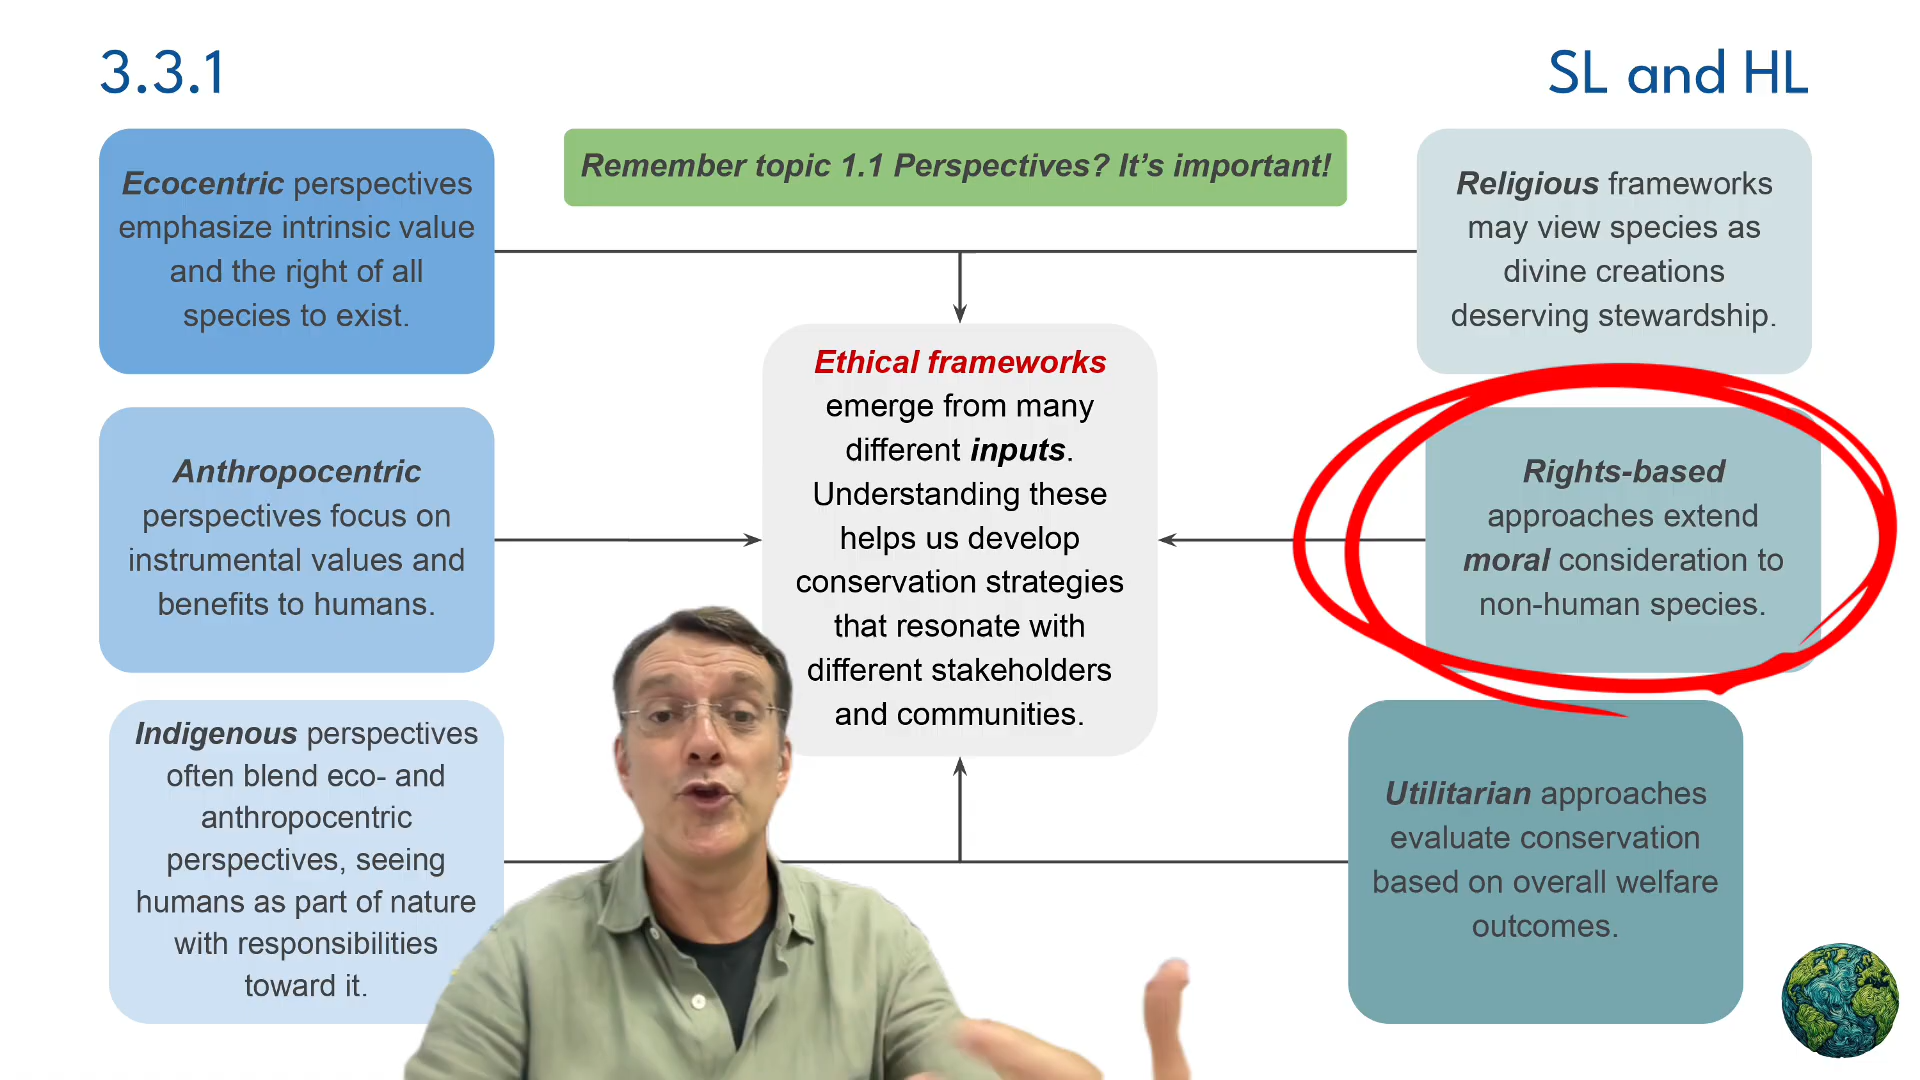 3.3.1
SL and HL
Remember topic 1.1 Perspectives? It's important!
Ecocentric perspectives
emphasize intrinsic value
and the right of all
species to exist.
Anthropocentric
perspectives focus on
instrumental values and
benefits to humans.
Indigenous perspectives
often blend eco- and
anthropocentric
perspectives, seeing
humans as part of nature
with responsibilities
toward it.
Ethical frameworks
emerge from many
different inputs.
Understanding these
helps us develop
conservation strategies
that resonate with
different stakeholders
and communities.
Religious frameworks
may view species as
divine creations
deserving stewardship.
Rights-based
approaches extend
moral consideration to
non-human species.
Utilitarian approaches
evaluate conservation
based on overall welfare
outcomes.